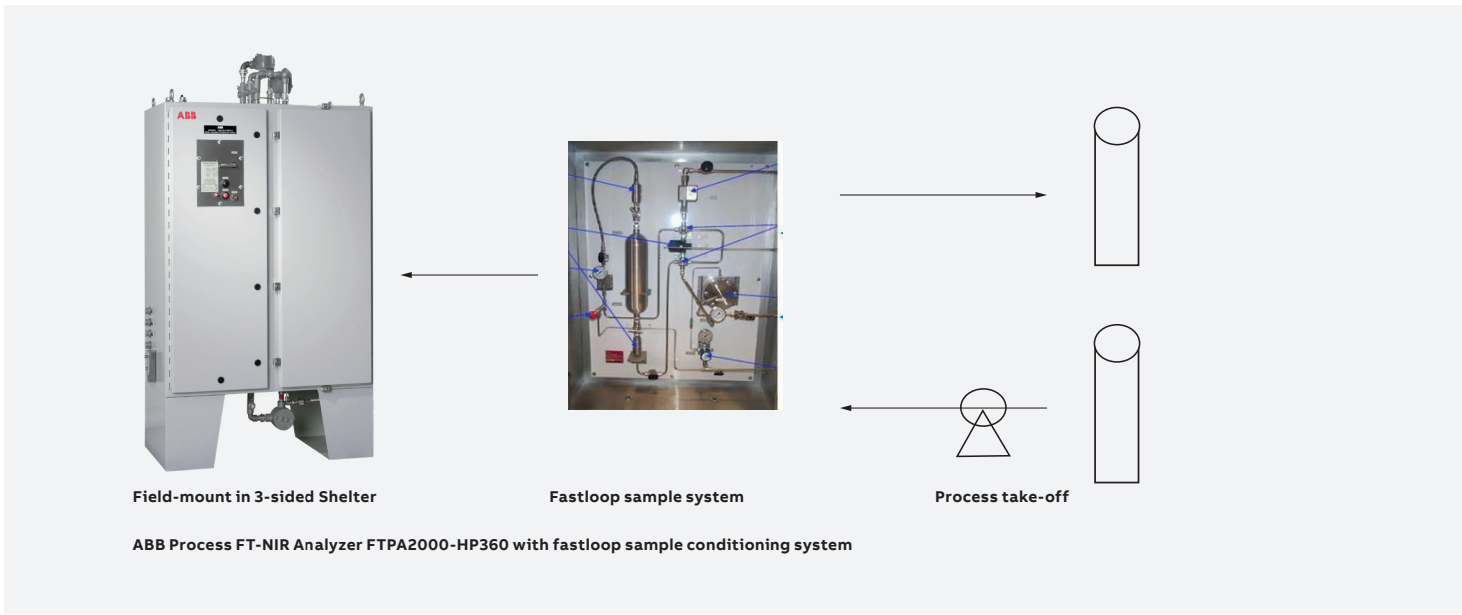 ABB
Field-mount in 3-sided Shelter
Fastloop sample system
Process take-off
ABB Process FT-NIR Analyzer FTPA2000-HP360 with fastloop sample conditioning system